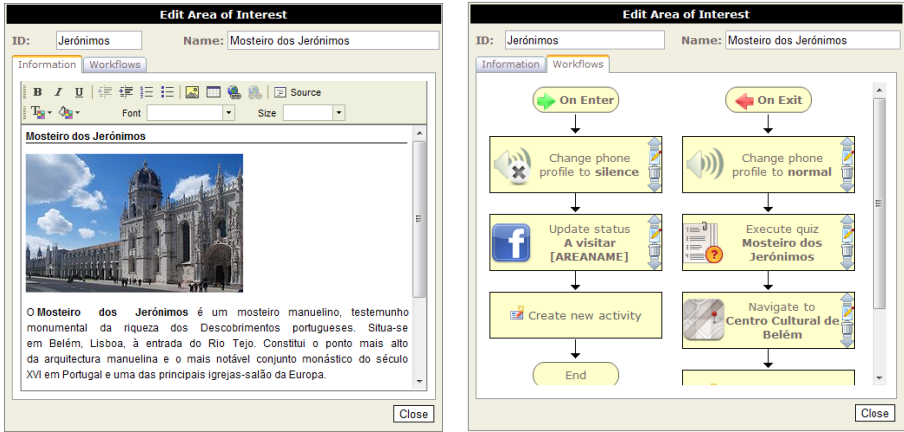 Edit Area of Interest
ID: Jerónimos Name: Mosteiro dos Jerónimos
Information Workflows
B I U Source
T Font Size
Mosteiro dos Jerónimos
O Mosteiro dos Jerónimos é um mosteiro manuelino, testemunho
monumental da riqueza dos Descobrimentos portugueses. Situa-se
em Belém, Lisboa, à entrada do Rio Tejo. Constitui o ponto mais alto
da arquitectura manuelina e o mais notável conjunto monástico do século
XVI em Portugal e uma das principais igrejas-salão da Europa.
Close
Edit Area of Interest
ID: Jerónimos Name: Mosteiro dos Jerónimos
Information Workflows
On Enter
Change phone
profile to silence
Update status
A visitar
[AREANAME]
Create new activity
End
On Exit
Change phone
profile to normal
Execute quiz
Mosteiro dos
Jerónimos
Navigate to
Centro Cultural de
Belém
Close